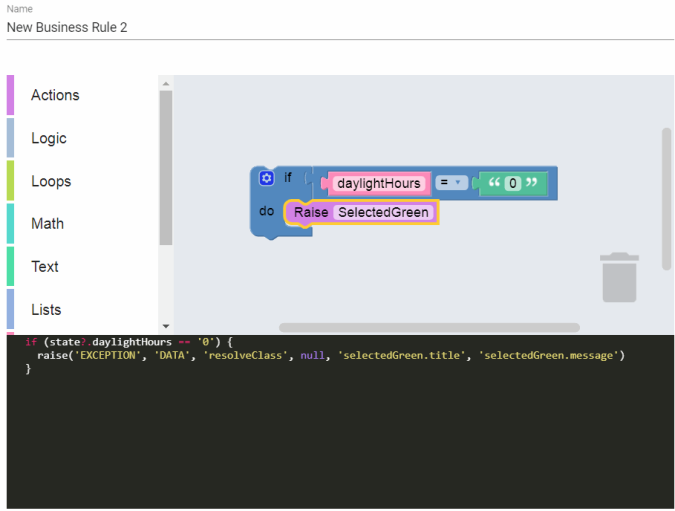 Name
New Business Rule 2
Actions
Logic
Loops
Math
Text
Lists
if daylightHours = “ 0 ”
do Raise SelectedGreen
if (state?.daylightHours == '0') {
raise('EXCEPTION', 'DATA', 'resolveClass', null, 'selectedGreen.title', 'selectedGreen.message')
}